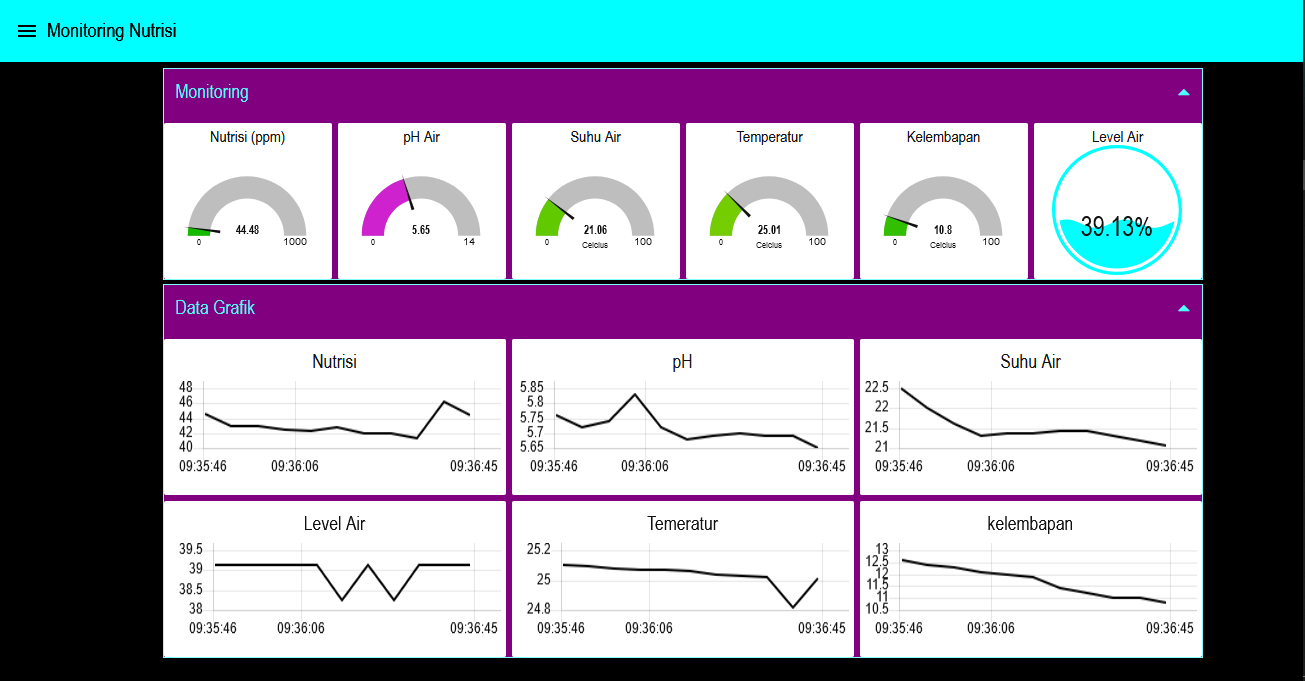 Monitoring Nutrisi
Monitoring
Nutrisi (ppm)
44.48
0 1000
pH Air
5.65
0 14
Suhu Air
21.06
0 Celcius 100
Temperatur
25.01
0 Celcius 100
Kelembapan
10.8
0 Celcius 100
Level Air
39.13%
Data Grafik
Nutrisi
48
46
44
42
40
09:35:46 09:36:06 09:36:45
pH
5.85
5.8
5.75
5.7
5.65
09:35:46 09:36:06 09:36:45
Suhu Air
22.5
22
21.5
21
09:35:46 09:36:06 09:36:45
Level Air
39.5
39
38.5
38
09:35:46 09:36:06 09:36:45
Temeratur
25.2
25
24.8
09:35:46 09:36:06 09:36:45
kelembapan
13
12.5
12
11.5
11
10.5
09:35:46 09:36:06 09:36:45